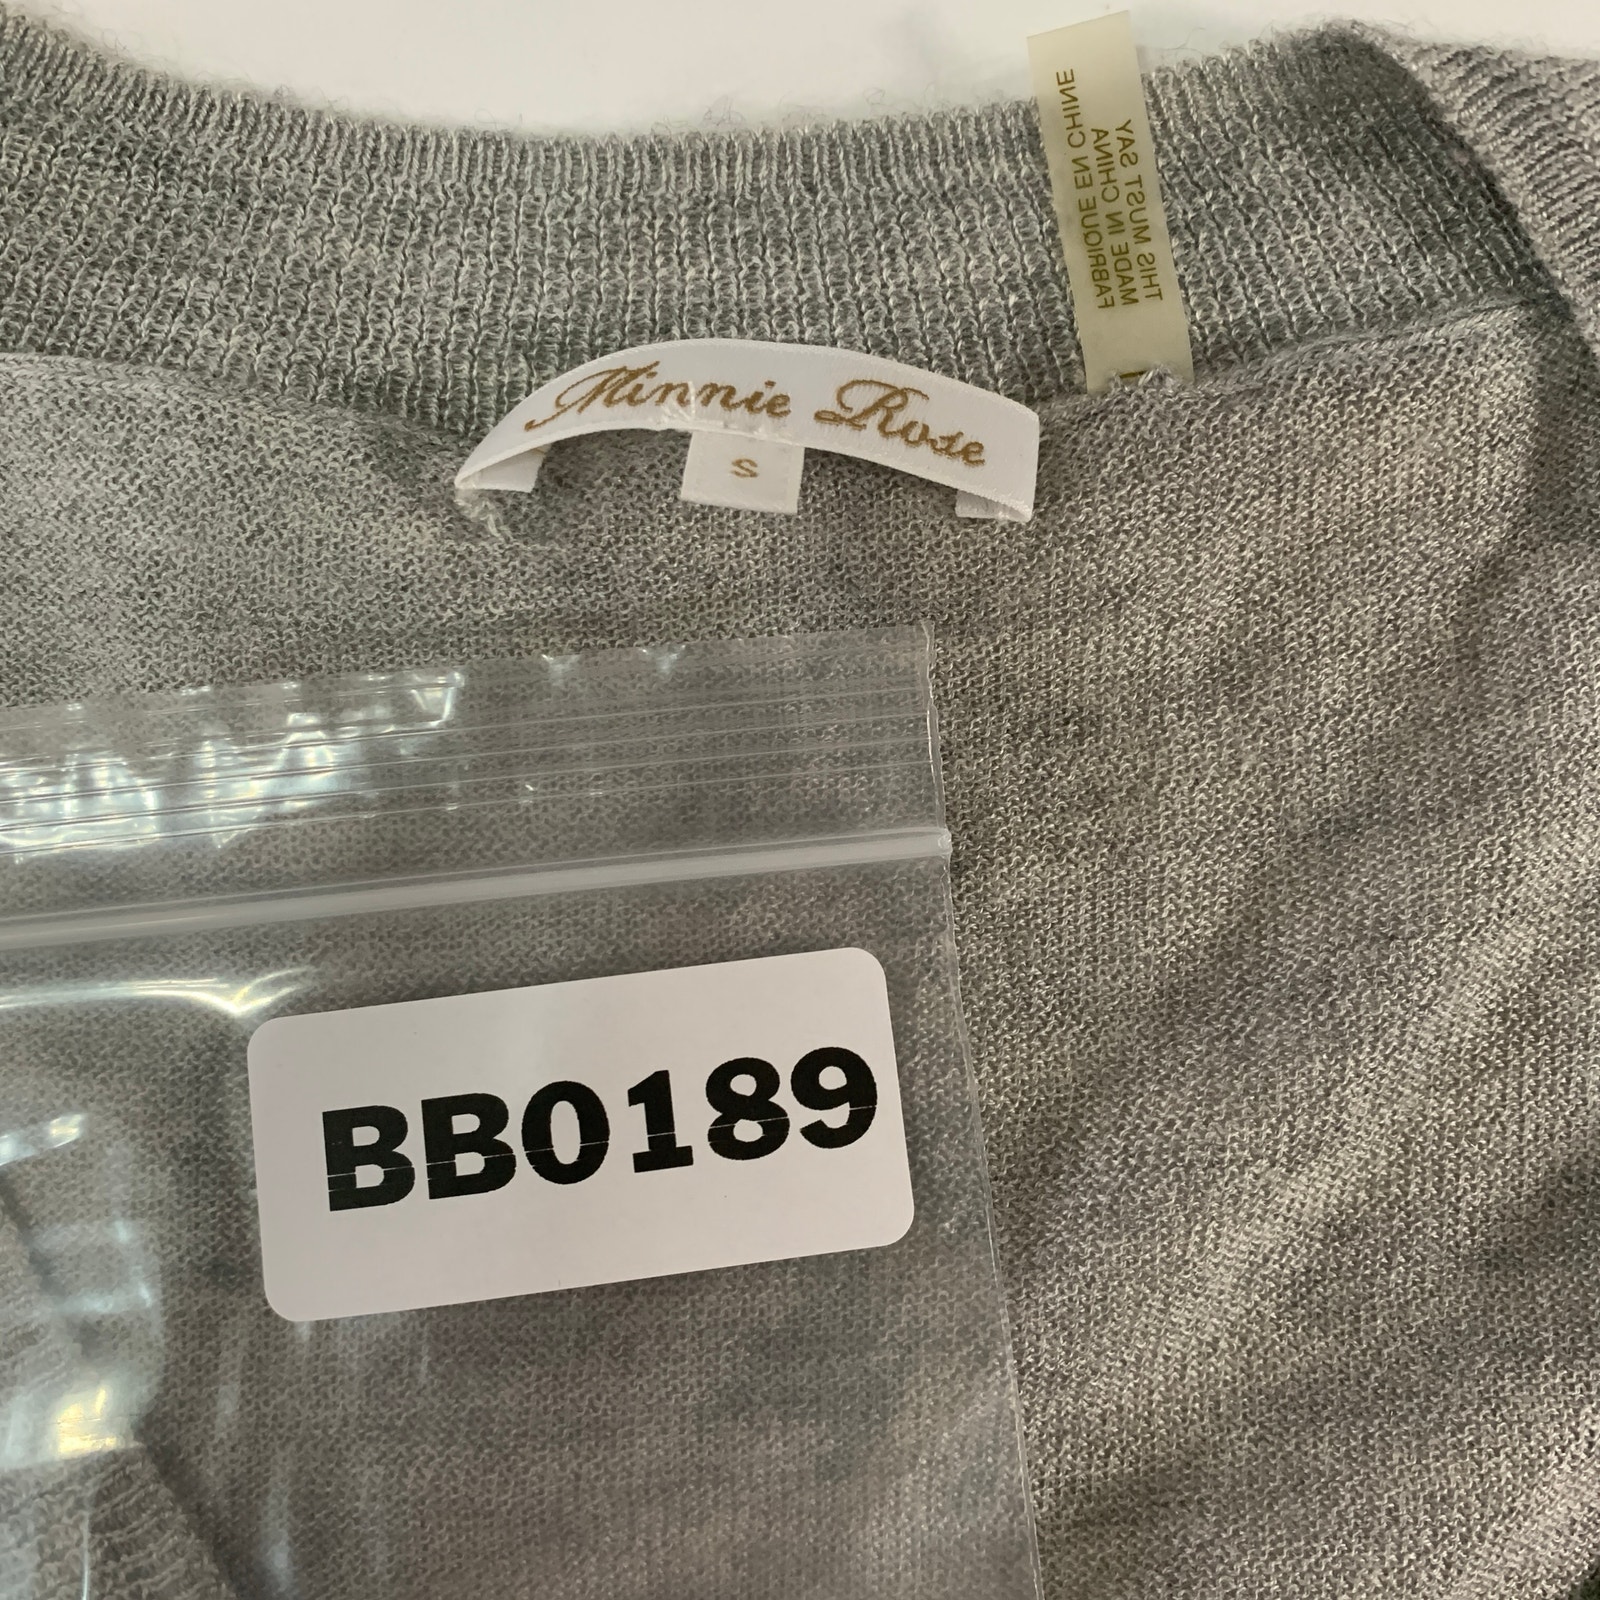 Minnie Rose
S
THIS MUST SAY
MADE IN CHINA
FABRIQUE EN CHINE
BB0189